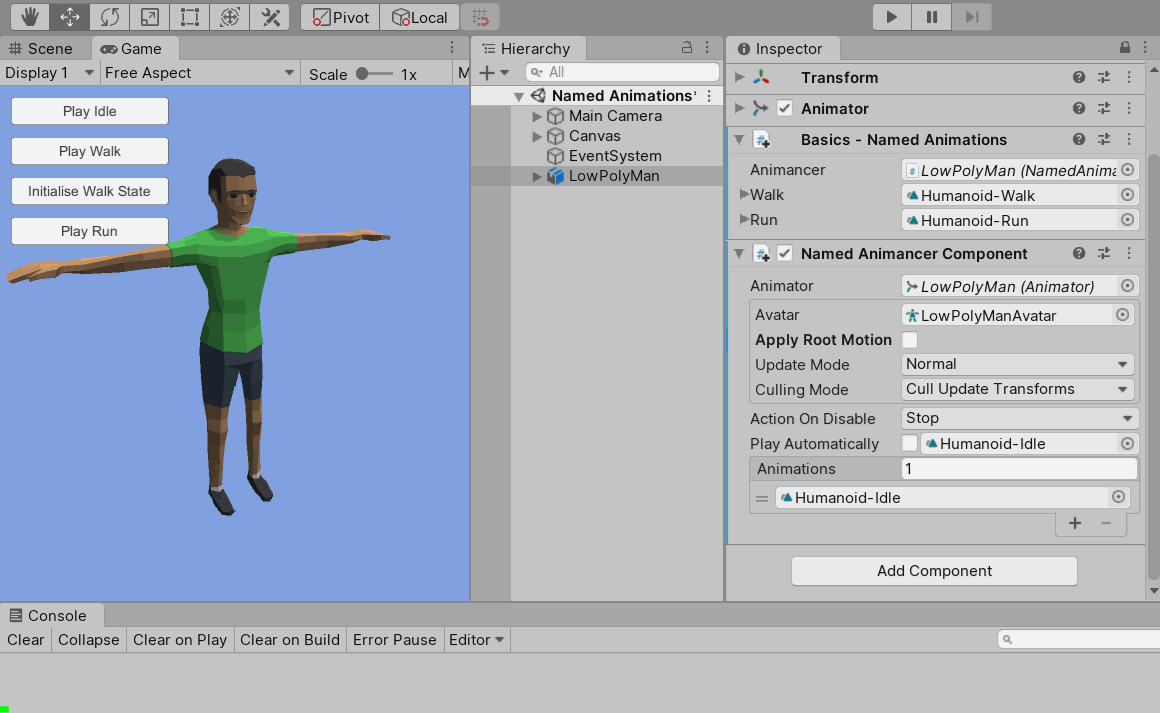 Pivot Local
Scene Game
Display 1 Free Aspect Scale 1x M
Play Idle
Play Walk
Initialise Walk State
Play Run
Hierarchy
All
Named Animations*
Main Camera
Canvas
EventSystem
LowPolyMan
Inspector
Transform
Animator
Basics - Named Animations
Animancer LowPolyMan (NamedAnima
Walk Humanoid-Walk
Run Humanoid-Run
Named Animancer Component
Animator LowPolyMan (Animator)
Avatar LowPolyManAvatar
Apply Root Motion
Update Mode Normal
Culling Mode Cull Update Transforms
Action On Disable Stop
Play Automatically Humanoid-Idle
Animations 1
Humanoid-Idle
Add Component
Console
Clear Collapse Clear on Play Clear on Build Error Pause Editor